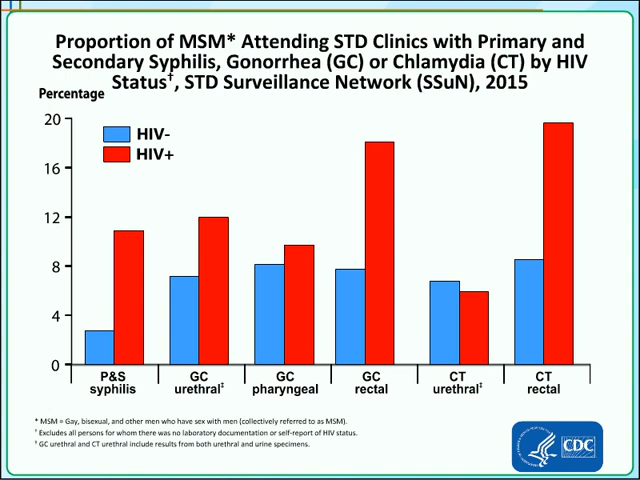 Proportion of MSM* Attending STD Clinics with Primary and
Secondary Syphilis, Gonorrhea (GC) or Chlamydia (CT) by HIV
Status†, STD Surveillance Network (SSuN), 2015
Percentage
20
16
12
8
4
0
HIV-
HIV+
P&S syphilis
GC urethral‡
GC pharyngeal
GC rectal
CT urethral‡
CT rectal
* MSM = Gay, bisexual, and other men who have sex with men (collectively referred to as MSM).
† Excludes all persons for whom there was no laboratory documentation or self-report of HIV status.
‡ GC urethral and CT urethral include results from both urethral and urine specimens.
CDC